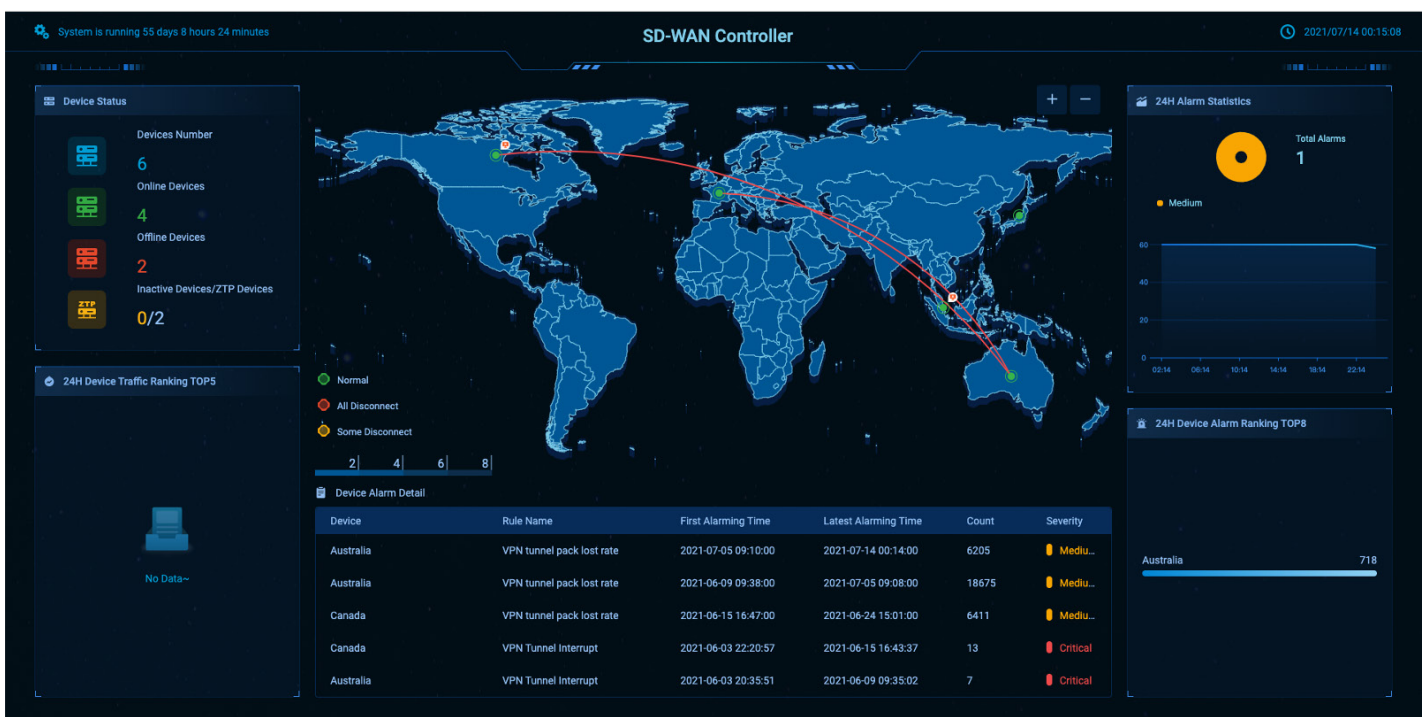 System is running 55 days 8 hours 24 minutes
SD-WAN Controller
2021/07/14 00:15:08
Device Status
Devices Number
6
Online Devices
4
Offline Devices
2
ZTP
Inactive Devices/ZTP Devices
0/2
24H Device Traffic Ranking TOP5
No Data~
+ −
Normal
All Disconnect
Some Disconnect
2 4 6 8
Device Alarm Detail
Device Rule Name First Alarming Time Latest Alarming Time Count Severity
Australia VPN tunnel pack lost rate 2021-07-05 09:10:00 2021-07-14 00:14:00 6205 Mediu...
Australia VPN tunnel pack lost rate 2021-06-09 09:38:00 2021-07-05 09:08:00 18675 Mediu...
Canada VPN tunnel pack lost rate 2021-06-15 16:47:00 2021-06-24 15:01:00 6411 Mediu...
Canada VPN Tunnel Interrupt 2021-06-03 22:20:57 2021-06-15 16:43:37 13 Critical
Australia VPN Tunnel Interrupt 2021-06-03 20:35:51 2021-06-09 09:35:02 7 Critical
24H Alarm Statistics
Total Alarms
1
Medium
60
40
20
0
02:14 06:14 10:14 14:14 18:14 22:14
24H Device Alarm Ranking TOP8
Australia 718